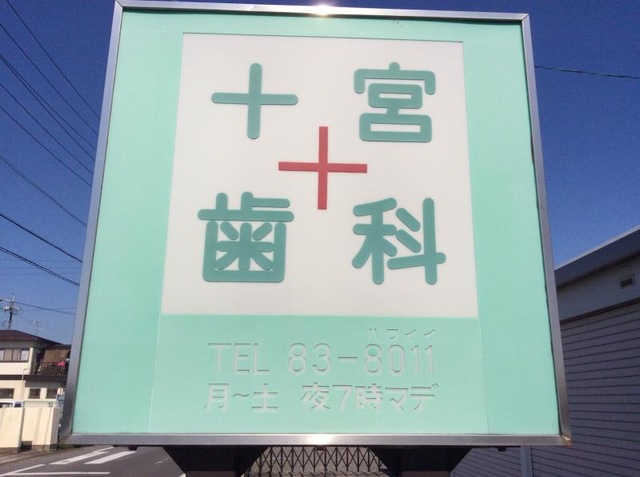 十宮
歯科
ハワイイ
TEL 83-8011
月~土 夜7時マデ